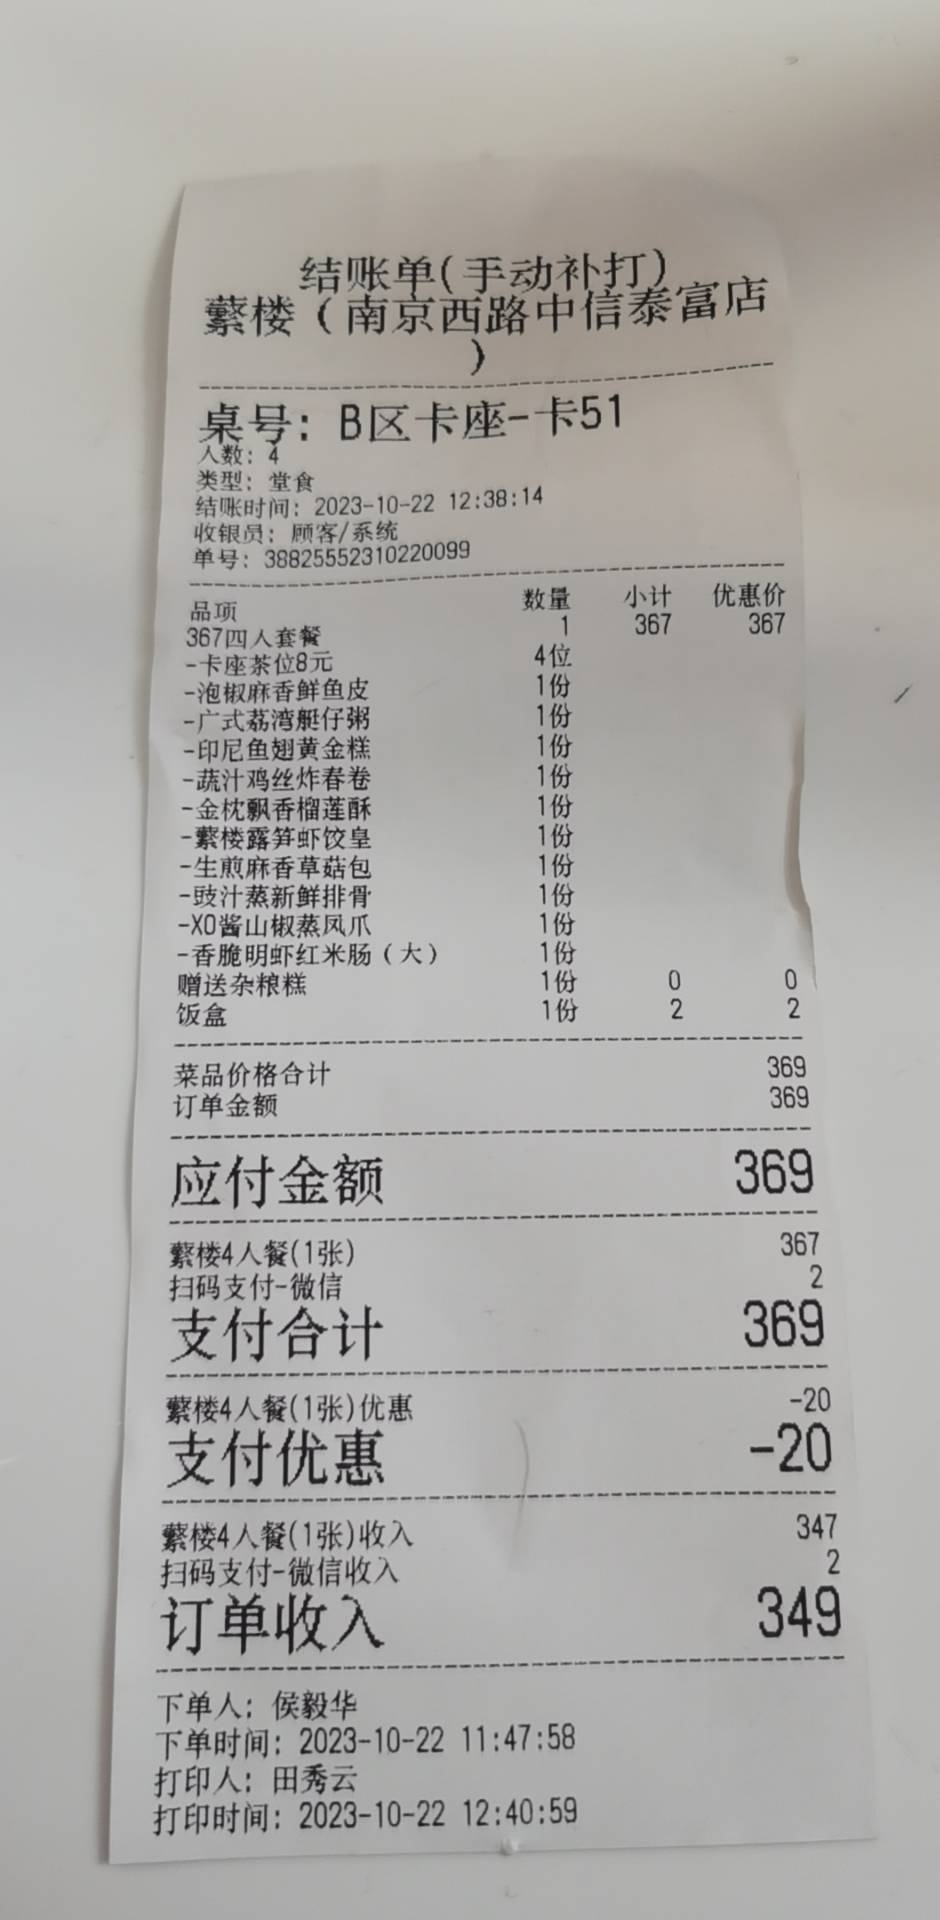 结账单(手动补打)
蘩楼（南京西路中信泰富店
）
桌号: B区卡座-卡51
人数: 4
类型: 堂食
结账时间: 2023-10-22 12:38:14
收银员: 顾客/系统
单号: 38825552310220099
品项 数量 小计 优惠价
367四人套餐 1 367 367
-卡座茶位8元 4位
-泡椒麻香鲜鱼皮 1份
-广式荔湾艇仔粥 1份
-印尼鱼翅黄金糕 1份
-蔬汁鸡丝炸春卷 1份
-金枕飘香榴莲酥 1份
-蘩楼露笋虾饺皇 1份
-生煎麻香草菇包 1份
-豉汁蒸新鲜排骨 1份
-XO酱山椒蒸凤爪 1份
-香脆明虾红米肠（大） 1份
赠送杂粮糕 1份 0 0
饭盒 1份 2 2
菜品价格合计 369
订单金额 369
应付金额 369
蘩楼4人餐(1张) 367
扫码支付-微信 2
支付合计 369
蘩楼4人餐(1张)优惠 -20
支付优惠 -20
蘩楼4人餐(1张)收入 347
扫码支付-微信收入 2
订单收入 349
下单人: 侯毅华
下单时间: 2023-10-22 11:47:58
打印人: 田秀云
打印时间: 2023-10-22 12:40:59